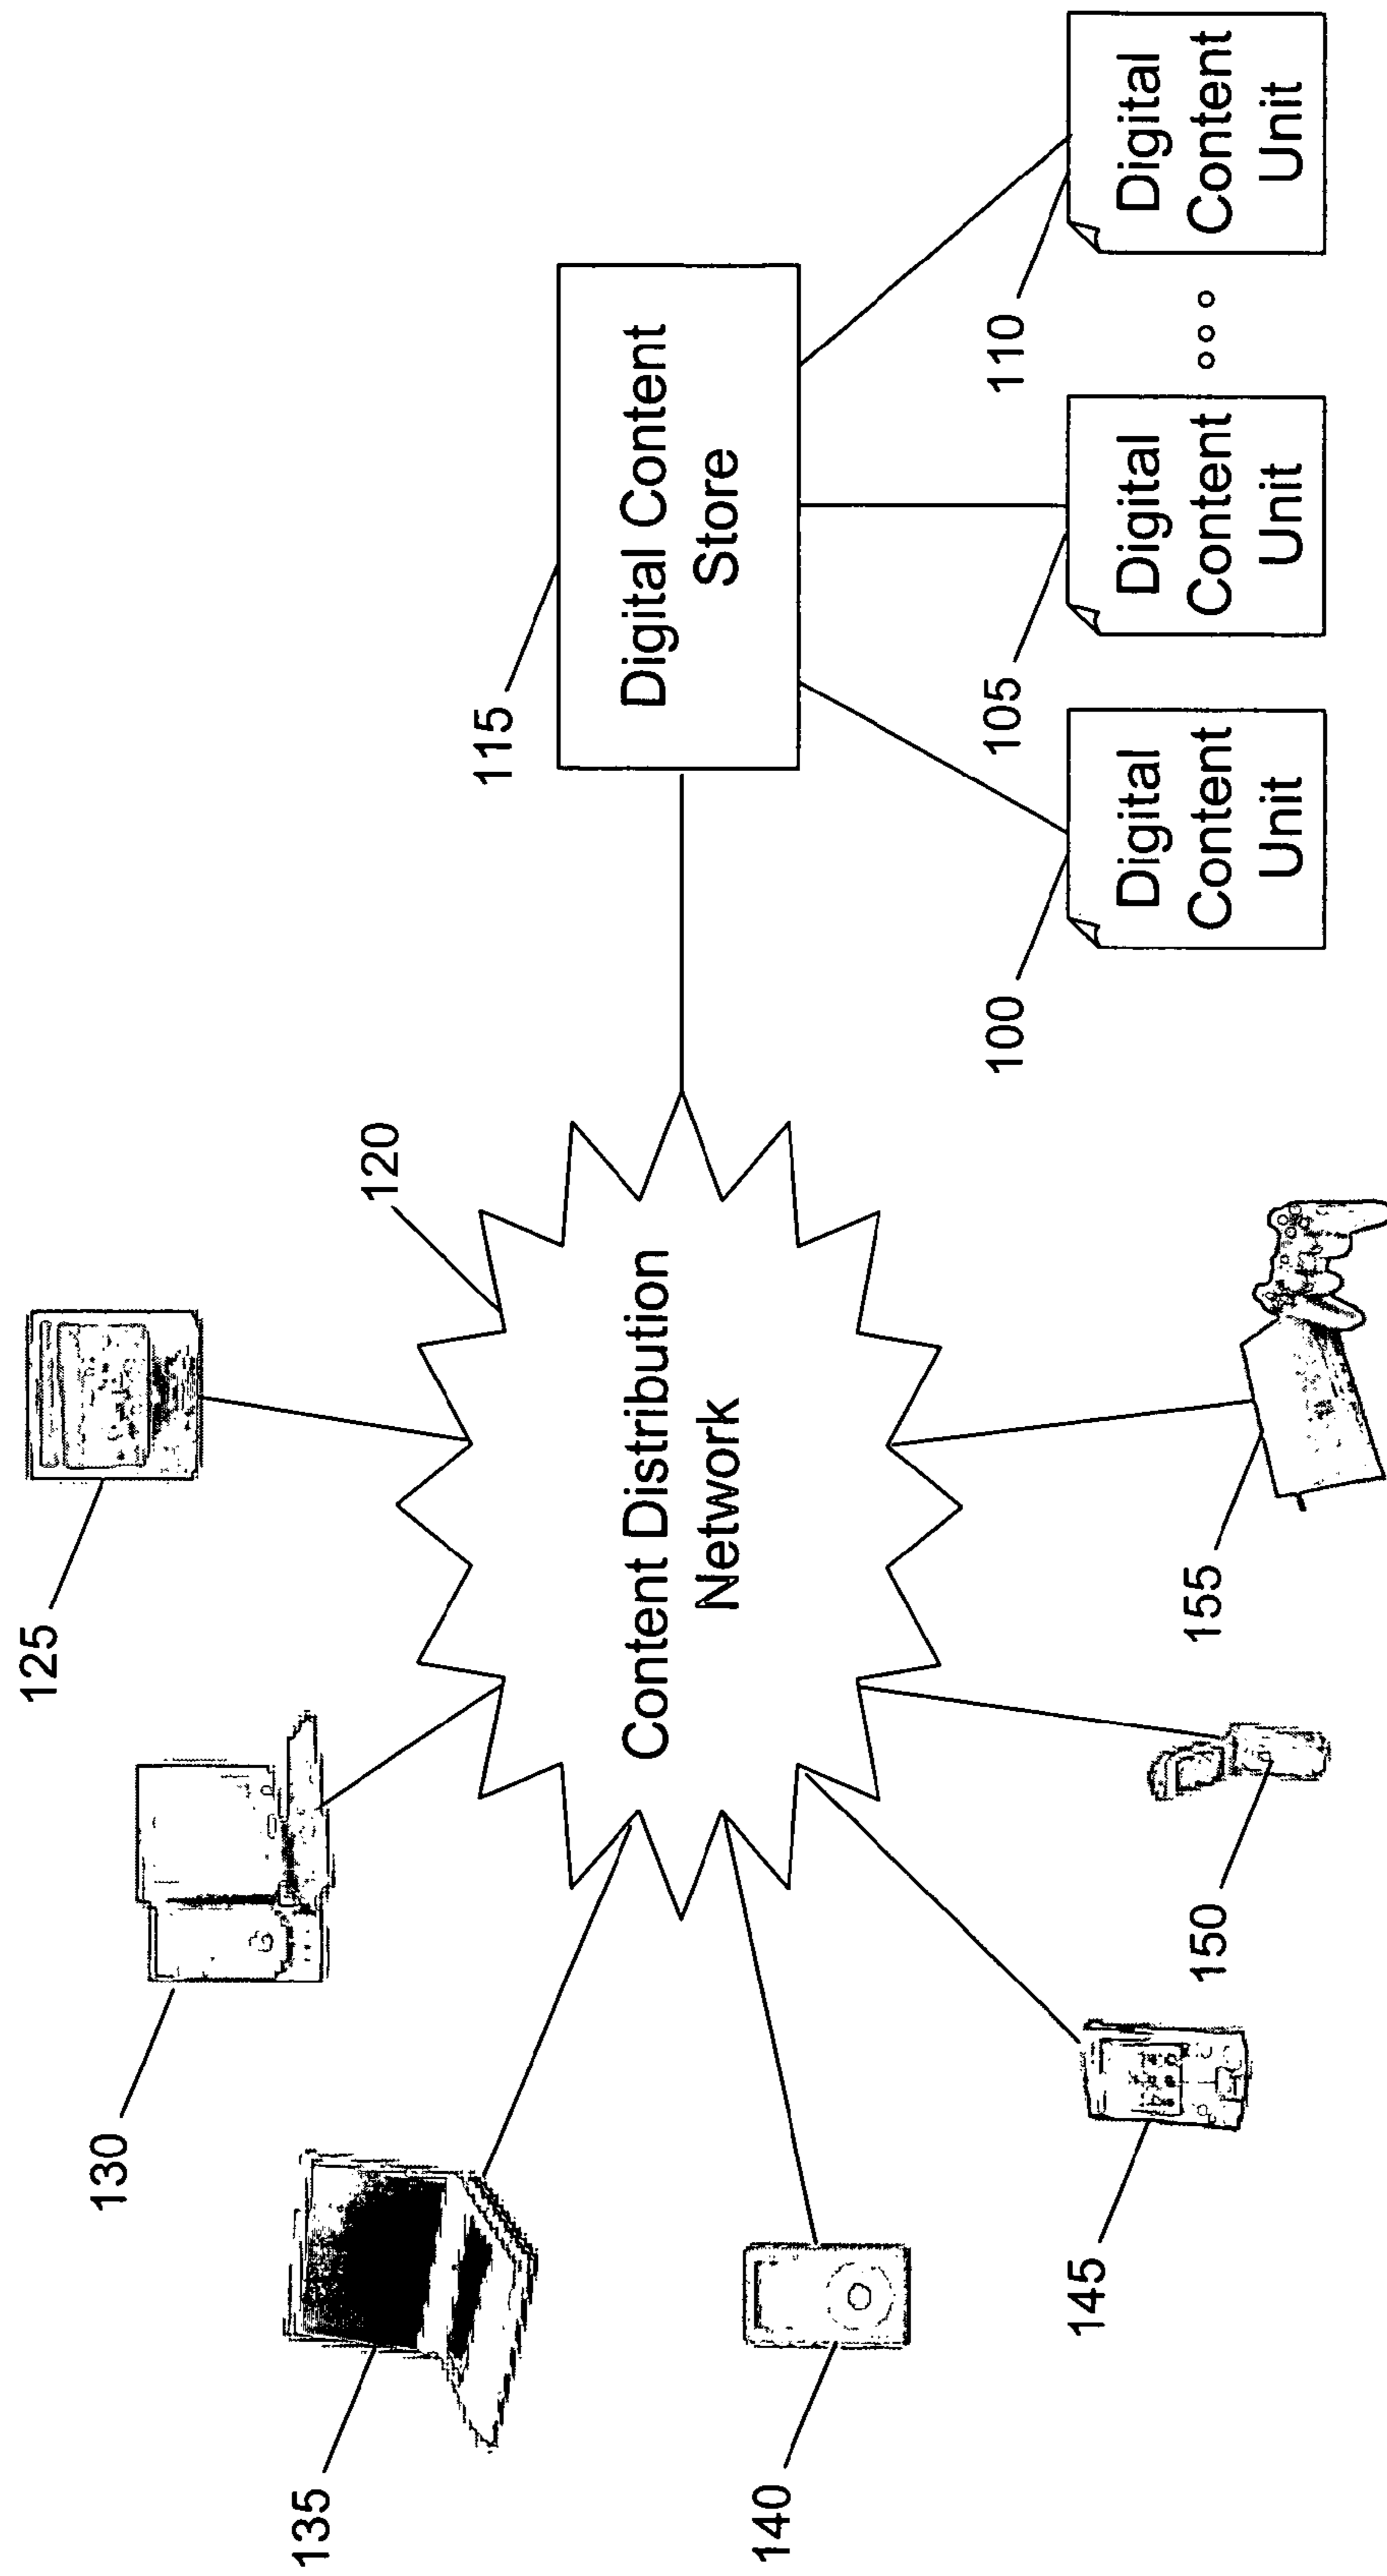 125
130
135
120
Content Distribution
Network
115
Digital Content
Store
140
145
150
155
100
Digital
Content
Unit
105
Digital
Content
Unit
110
Digital
Content
Unit